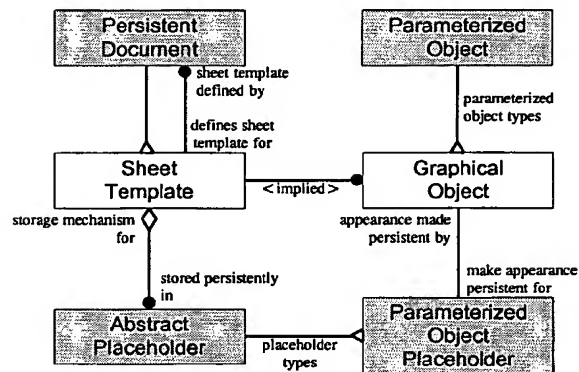 Persistent
Document
Parameterized
Object
sheet template
defined by
parameterized
object types
defines sheet
template for
Sheet
Template
<implied>
Graphical
Object
storage mechanism
for
appearance made
persistent by
stored persistently
in
make appearance
persistent for
Abstract
Placeholder
placeholder
types
Parameterized
Object
Placeholder